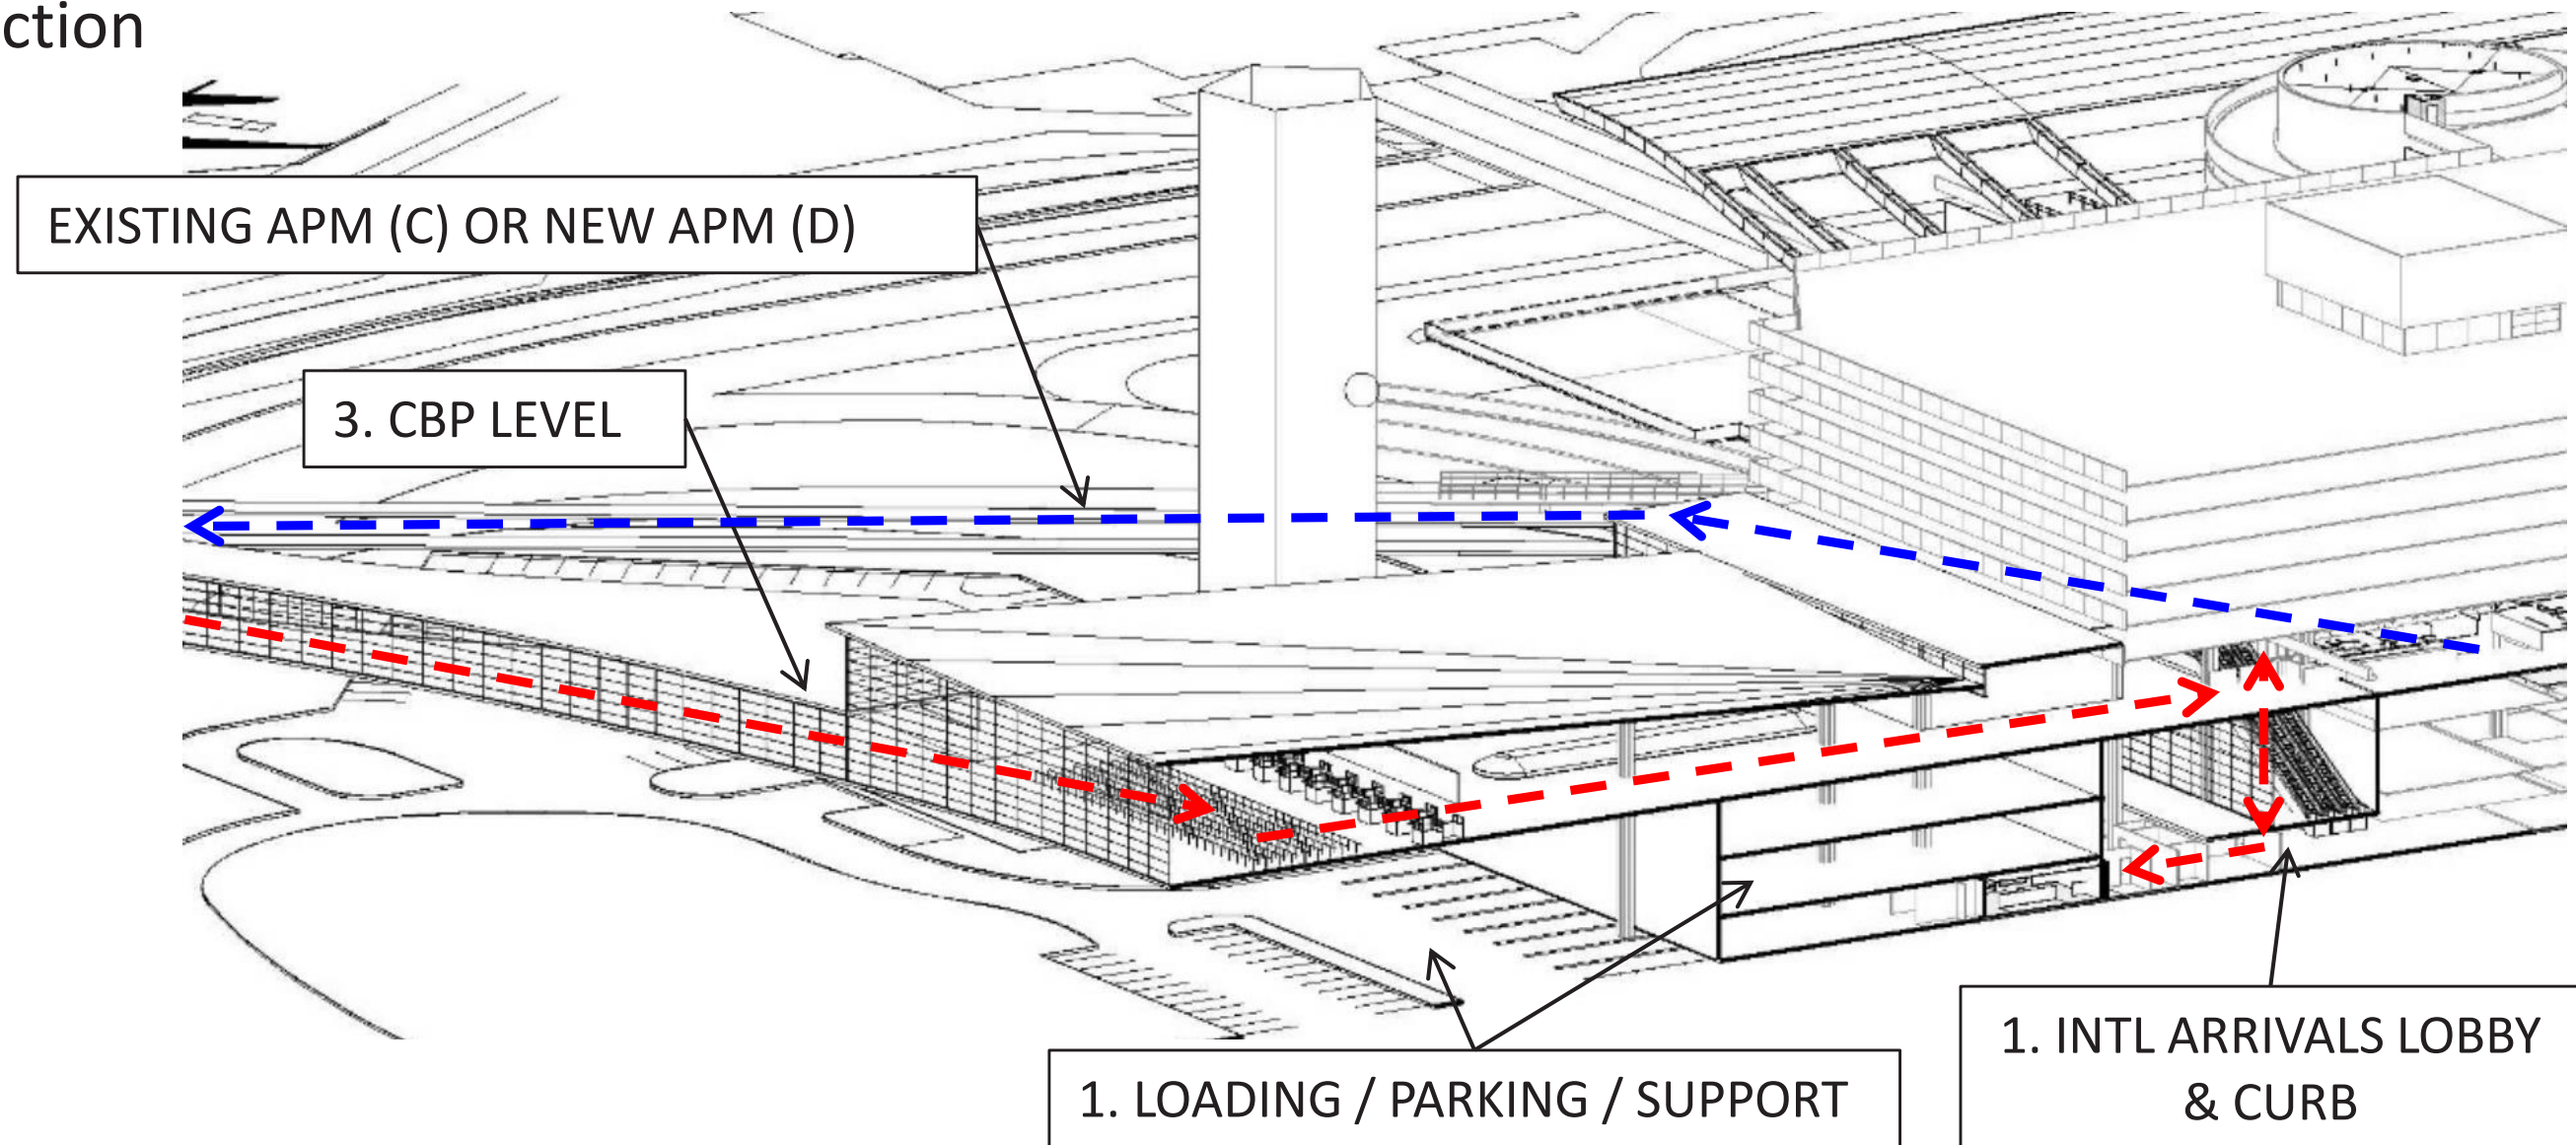 ction
EXISTING APM (C) OR NEW APM (D)
3. CBP LEVEL
1. LOADING / PARKING / SUPPORT
1. INTL ARRIVALS LOBBY
& CURB